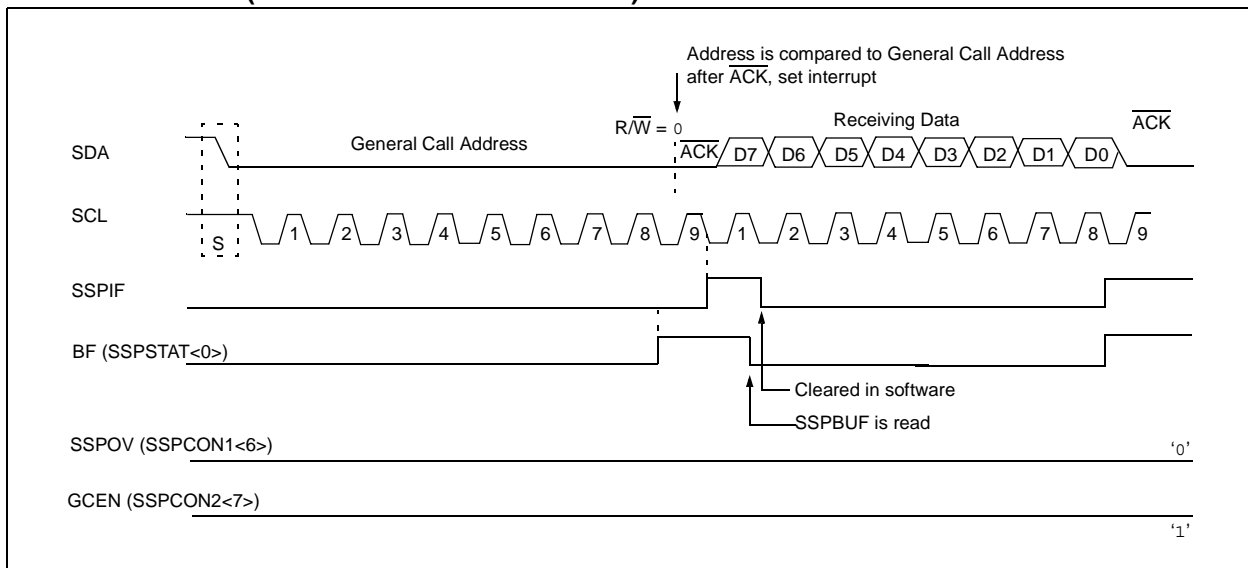 Address is compared to General Call Address
after ACK, set interrupt
R/W = 0
Receiving Data
ACK
SDA
General Call Address
ACK
D7 D6 D5 D4 D3 D2 D1 D0
SCL
S
1 2 3 4 5 6 7 8 9 1 2 3 4 5 6 7 8 9
SSPIF
BF (SSPSTAT<0>)
Cleared in software
SSPBUF is read
SSPOV (SSPCON1<6>)
‘0’
GCEN (SSPCON2<7>)
‘1’